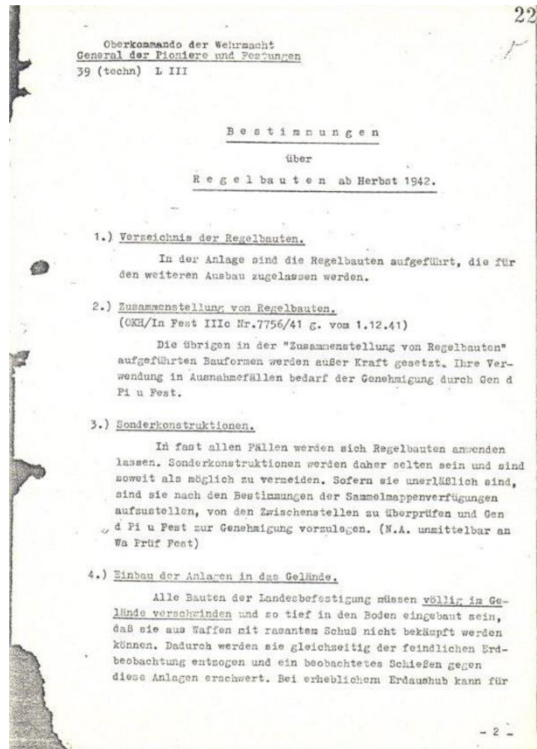 22
Oberkommando der Wehrmacht
General der Pioniere und Festungen
39 (techn) L III
Bestimmungen
über
Regelbauten ab Herbst 1942.
1.) Verzeichnis der Regelbauten.
In der Anlage sind die Regelbauten aufgeführt, die für
den weiteren Ausbau zugelassen werden.
2.) Zusammenstellung von Regelbauten.
(OKH/In Fest IIIc Nr.7756/41 g. vom 1.12.41)
Die übrigen in der "Zusammenstellung von Regelbauten"
aufgeführten Bauformen werden außer Kraft gesetzt. Ihre Ver-
wendung in Ausnahmefällen bedarf der Genehmigung durch Gen d
Pi u Fest.
3.) Sonderkonstruktionen.
In fast allen Fällen werden sich Regelbauten anwenden
lassen. Sonderkonstruktionen werden daher selten sein und sind
soweit als möglich zu vermeiden. Sofern sie unerläßlich sind,
sind sie nach den Bestimmungen der Sammelmappenverfügungen
aufzustellen, von den Zwischenstellen zu überprüfen und Gen
d Pi u Fest zur Genehmigung vorzulegen. (N.A. unmittelbar an
Wa Prüf Fest)
4.) Einbau der Anlagen in das Gelände.
Alle Bauten der Landesbefestigung müssen völlig im Ge-
lände verschwinden und so tief in den Boden eingebaut sein,
daß sie aus Waffen mit rasantem Schuß nicht bekämpft werden
können. Dadurch werden sie gleichzeitig der feindlichen Erd-
beobachtung entzogen und ein beobachtetes Schießen gegen
diese Anlagen erschwert. Bei erheblichem Erdaushub kann für
- 2 -